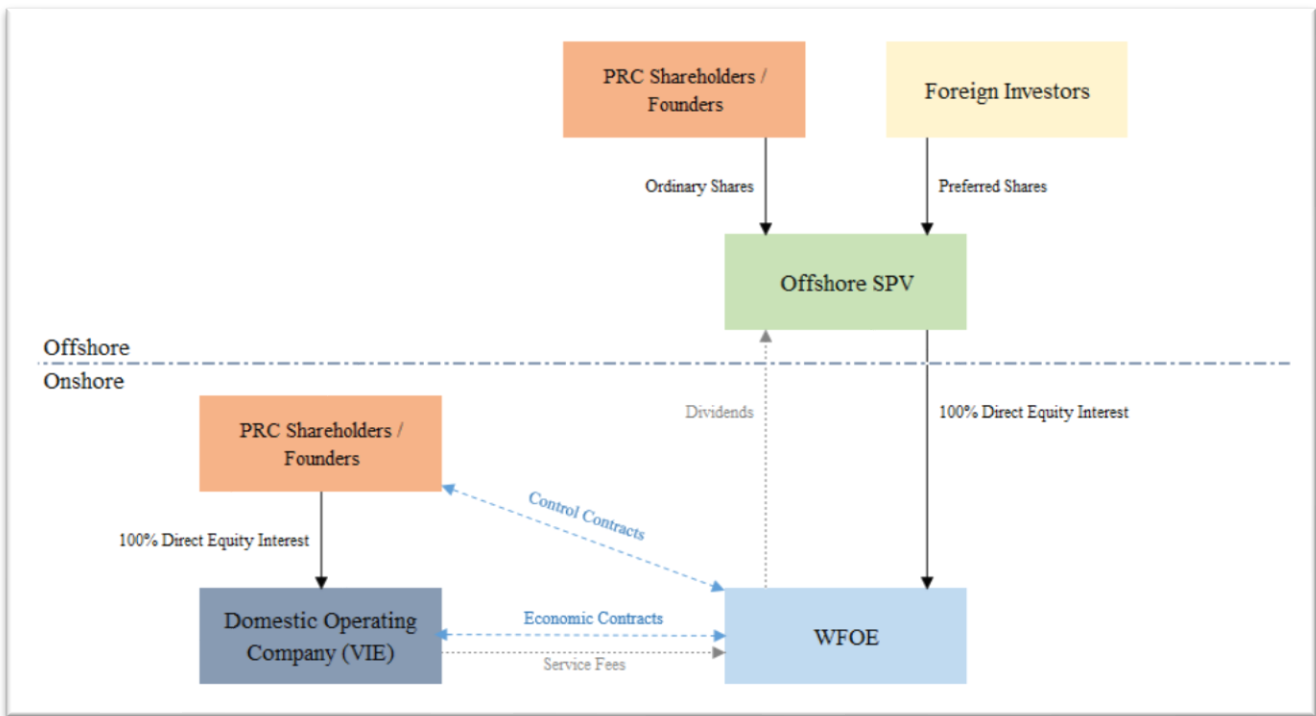 PRC Shareholders /
Founders
Foreign Investors
Ordinary Shares
Preferred Shares
Offshore SPV
Offshore
Onshore
PRC Shareholders /
Founders
Dividends
100% Direct Equity Interest
Control Contracts
100% Direct Equity Interest
Domestic Operating
Company (VIE)
Economic Contracts
Service Fees
WFOE